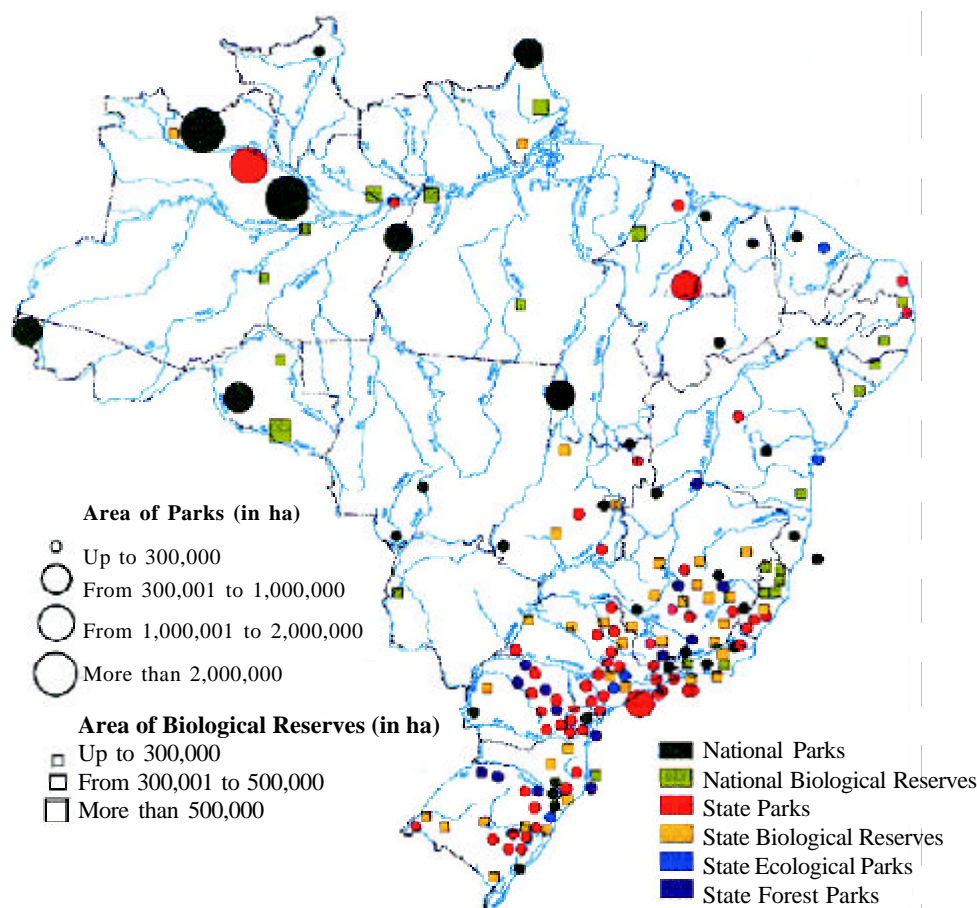 Area of Parks (in ha)
Up to 300,000
From 300,001 to 1,000,000
From 1,000,001 to 2,000,000
More than 2,000,000
Area of Biological Reserves (in ha)
Up to 300,000
From 300,001 to 500,000
More than 500,000
National Parks
National Biological Reserves
State Parks
State Biological Reserves
State Ecological Parks
State Forest Parks